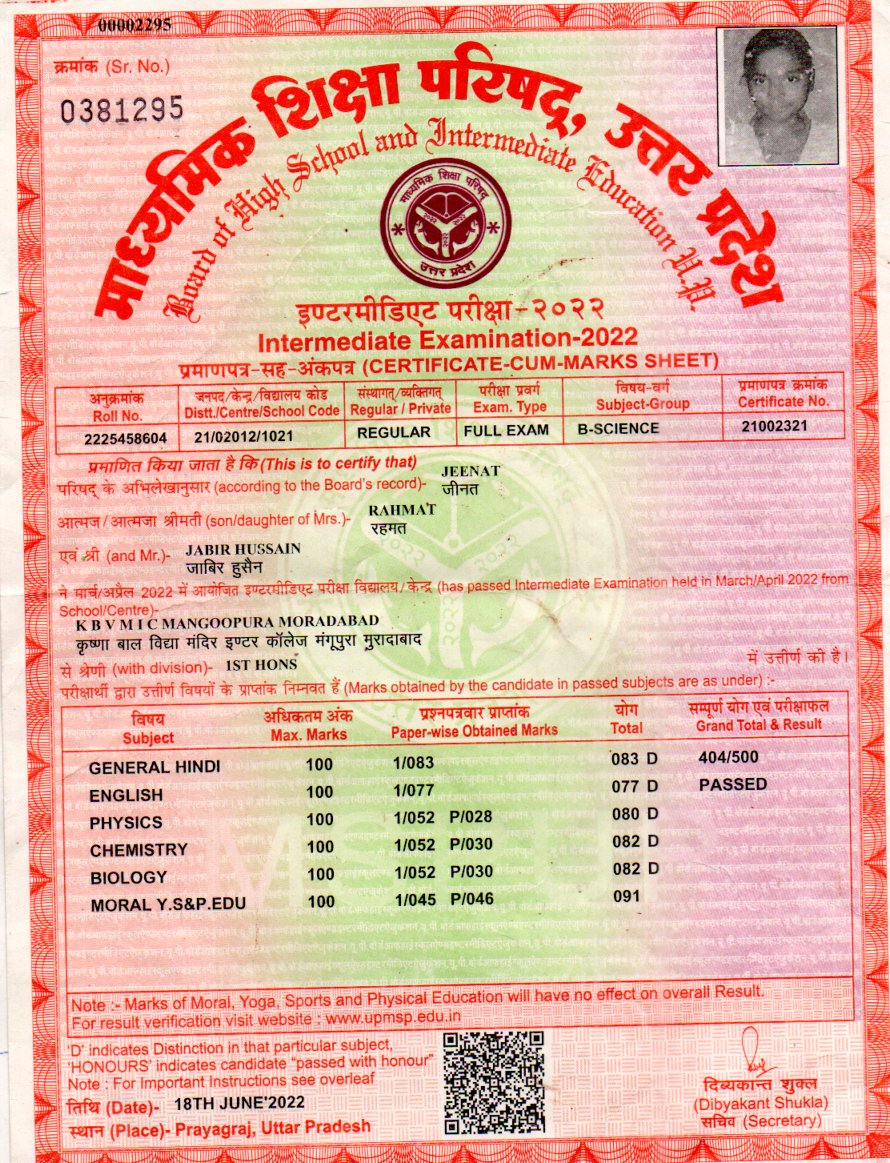 00002295
क्रमांक (Sr. No.)
0381295
माध्यमिक शिक्षा परिषद्, उत्तर प्रदेश
Board of High School and Intermediate Education U.P.
माध्यमिक शिक्षा परिषद
उत्तर प्रदेश
इण्टरमीडिएट परीक्षा-२०२२
Intermediate Examination-2022
प्रमाणपत्र-सह-अंकपत्र (CERTIFICATE-CUM-MARKS SHEET)
अनुक्रमांक जनपद/केन्द्र/विद्यालय कोड संस्थागत/व्यक्तिगत् परीक्षा प्रवर्ग विषय-वर्ग प्रमाणपत्र क्रमांक
Roll No. Distt./Centre/School Code Regular / Private Exam. Type Subject-Group Certificate No.
2225458604 21/02012/1021 REGULAR FULL EXAM B-SCIENCE 21002321
प्रमाणित किया जाता है कि (This is to certify that) JEENAT
परिषद् के अभिलेखानुसार (according to the Board's record)- जीनत
आत्मज/आत्मजा श्रीमती (son/daughter of Mrs.)- RAHMAT
रहमत
एवं श्री (and Mr.)- JABIR HUSSAIN
जाबिर हुसैन
ने मार्च/अप्रैल 2022 में आयोजित इण्टरमीडिएट परीक्षा विद्यालय/केन्द्र (has passed Intermediate Examination held in March/April 2022 from
School/Centre)-
K B V M I C MANGOOPURA MORADABAD
कृष्णा बाल विद्या मंदिर इण्टर कॉलेज मंगूपुरा मुरादाबाद
से श्रेणी (with division)- 1ST HONS में उत्तीर्ण की है।
परीक्षार्थी द्वारा उत्तीर्ण विषयों के प्राप्तांक निम्नवत हैं (Marks obtained by the candidate in passed subjects are as under) :-
विषय अधिकतम अंक प्रश्नपत्रवार प्राप्तांक योग सम्पूर्ण योग एवं परीक्षाफल
Subject Max. Marks Paper-wise Obtained Marks Total Grand Total & Result
GENERAL HINDI 100 1/083 083 D 404/500
ENGLISH 100 1/077 077 D PASSED
PHYSICS 100 1/052 P/028 080 D
CHEMISTRY 100 1/052 P/030 082 D
BIOLOGY 100 1/052 P/030 082 D
MORAL Y.S&P.EDU 100 1/045 P/046 091
Note :- Marks of Moral, Yoga, Sports and Physical Education will have no effect on overall Result.
For result verification visit website : www.upmsp.edu.in
'D' indicates Distinction in that particular subject,
'HONOURS' indicates candidate "passed with honour"
Note : For Important Instructions see overleaf
तिथि (Date)- 18TH JUNE'2022
स्थान (Place)- Prayagraj, Uttar Pradesh
दिव्यकान्त शुक्ल
(Dibyakant Shukla)
सचिव (Secretary)